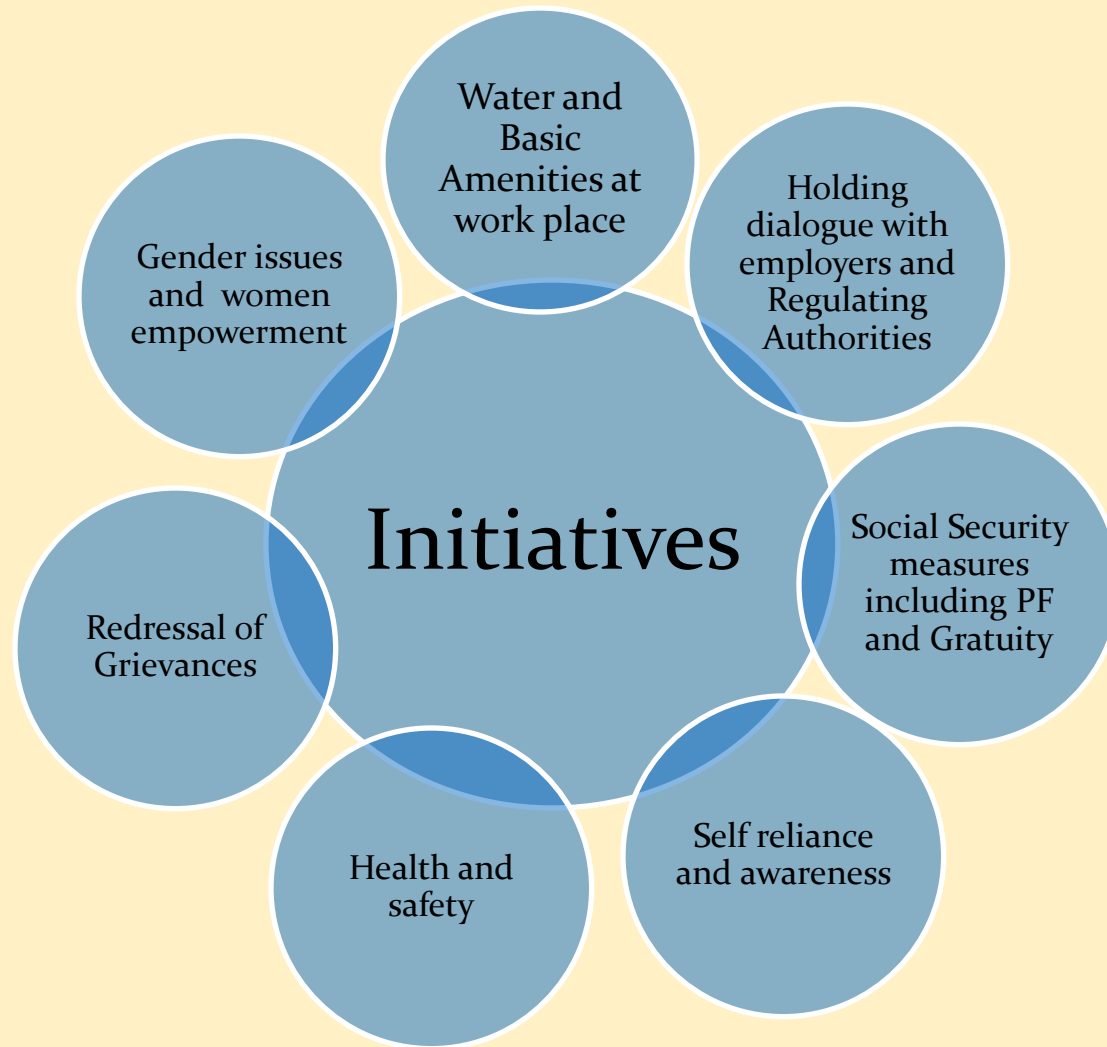 Water and
Basic
Amenities at
work place
Holding
dialogue with
employers and
Regulating
Authorities
Social Security
measures
including PF
and Gratuity
Self reliance
and awareness
Health and
safety
Redressal of
Grievances
Gender issues
and women
empowerment
Initiatives